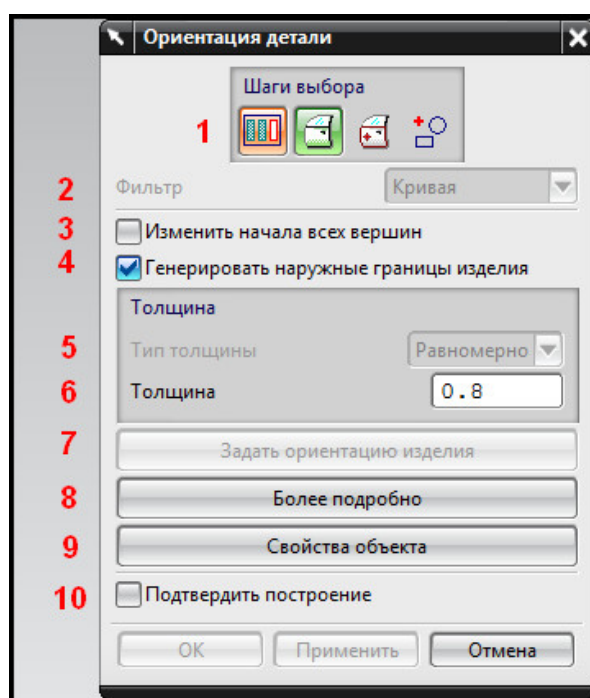 Ориентация детали
Шаги выбора
1
2 Фильтр Кривая
3 Изменить начала всех вершин
4 Генерировать наружные границы изделия
Толщина
5 Тип толщины Равномерно
6 Толщина 0.8
7 Задать ориентацию изделия
8 Более подробно
9 Свойства объекта
10 Подтвердить построение
ОК Применить Отмена